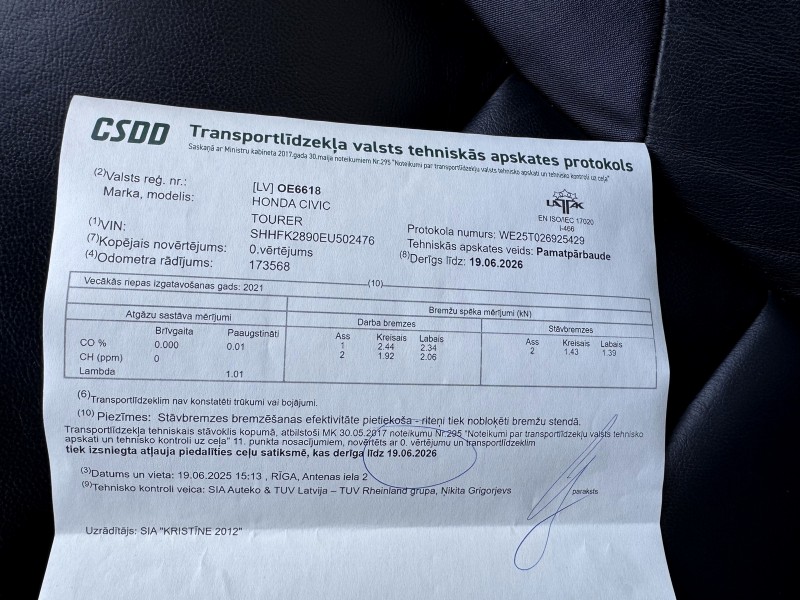 CSDD
Transportlīdzekļa valsts tehniskās apskates protokols
Saskaņā ar Ministru kabineta 2017.gada 30.maija noteikumiem Nr.295 "Noteikumi par transportlīdzekļu valsts tehnisko apskati un tehnisko kontroli uz ceļa"
(2)Valsts reģ. nr.: [LV] OE6618
Marka, modelis: HONDA CIVIC
TOURER
LATAK
EN ISO/IEC 17020
I-466
(1)VIN: SHHFK2890EU502476
Protokola numurs: WE25T026925429
(7)Kopējais novērtējums: 0.vērtējums
Tehniskās apskates veids: Pamatpārbaude
(4)Odometra rādījums: 173568
(8)Derīgs līdz: 19.06.2026
Vecākās riepas izgatavošanas gads: 2021
(10)
Atgāzu sastāva mērījumi
Bremžu spēka mērījumi (kN)
Darba bremzes Stāvbremzes
Brīvgaita Paaugstināti
Ass Kreisais Labais Ass Kreisais Labais
CO % 0.000 0.01 1 2.44 2.34 2 1.43 1.39
CH (ppm) 0 2 1.92 2.06
Lambda 1.01
(6)Transportlīdzeklim nav konstatēti trūkumi vai bojājumi.
(10) Piezīmes: Stāvbremzes bremzēšanas efektivitāte pietiekoša - riteņi tiek nobloķēti bremžu stendā.
Transportlīdzekļa tehniskais stāvoklis kopumā, atbilstoši MK 30.05.2017 noteikumu Nr.295 "Noteikumi par transportlīdzekļu valsts tehnisko
apskati un tehnisko kontroli uz ceļa" 11. punkta nosacījumiem, novērtēts ar 0. vērtējumu un transportlīdzeklim
tiek izsniegta atļauja piedalīties ceļu satiksmē, kas derīga līdz 19.06.2026
(3)Datums un vieta: 19.06.2025 15:13 , RĪGA, Antenas iela 2
(9)Tehnisko kontroli veica: SIA Auteko & TUV Latvija – TUV Rheinland grupa, Ņikita Grigorjevs
paraksts
Uzrādītājs: SIA "KRISTĪNE 2012"